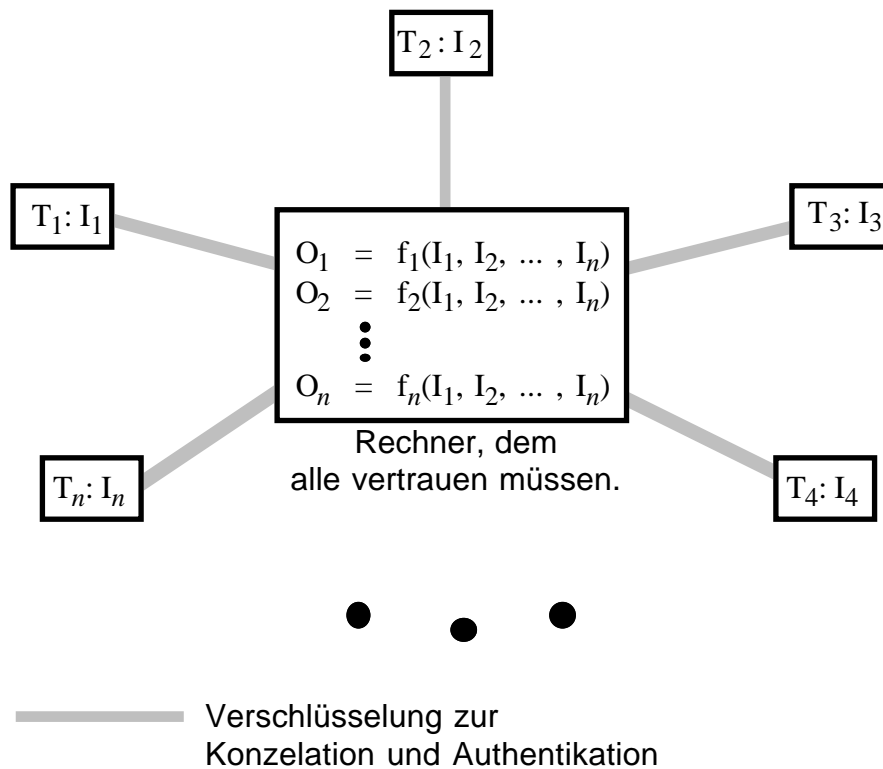 T₂: I₂
T₁: I₁
T₃: I₃
O₁ = f₁(I₁, I₂, ... , Iₙ)
O₂ = f₂(I₁, I₂, ... , Iₙ)
Oₙ = fₙ(I₁, I₂, ... , Iₙ)
Rechner, dem
alle vertrauen müssen.
Tₙ: Iₙ
T₄: I₄
Verschlüsselung zur
Konzelation und Authentikation